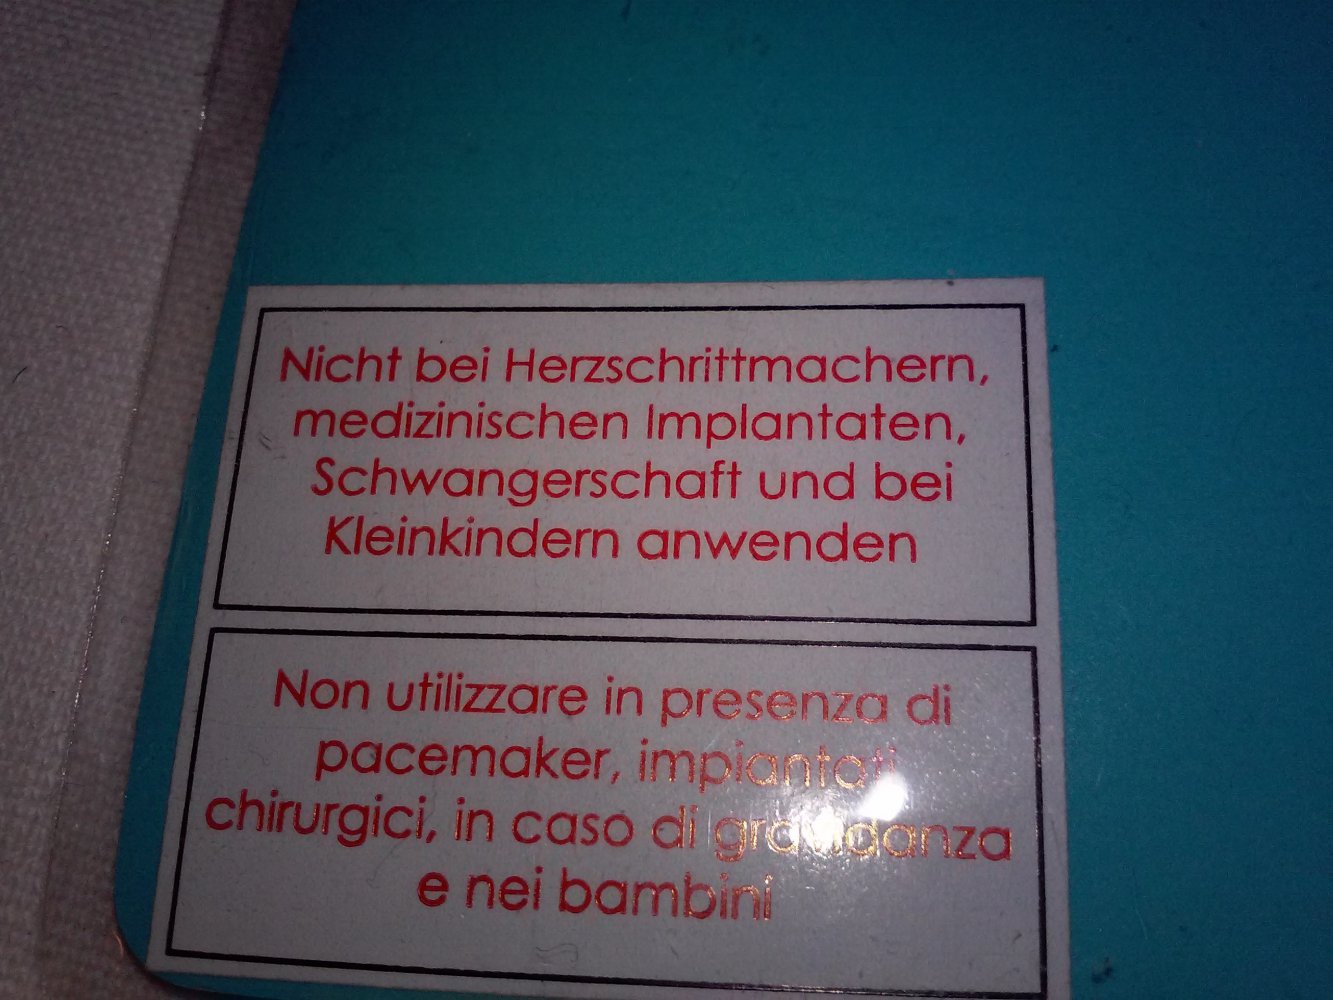 Nicht bei Herzschrittmachern,
medizinischen Implantaten,
Schwangerschaft und bei
Kleinkindern anwenden
Non utilizzare in presenza di
pacemaker, impiantati
chirurgici, in caso di gravidanza
e nei bambini